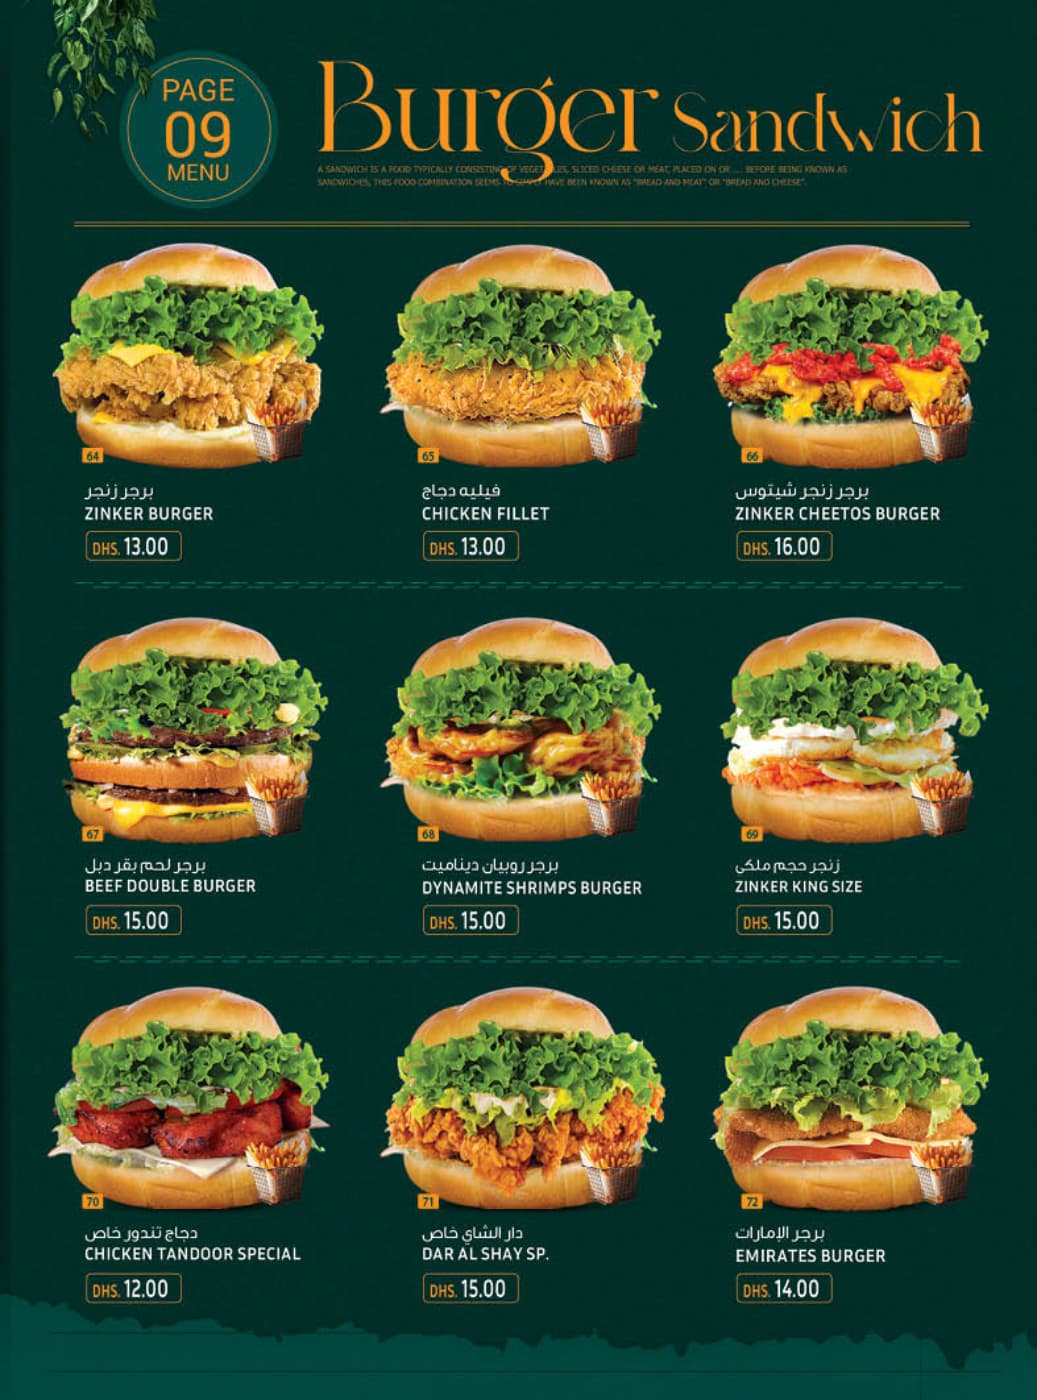 PAGE
09
MENU
Burger Sandwich
A SANDWICH IS A FOOD TYPICALLY CONSISTING OF VEGETABLES, SLICED CHEESE OR MEAT, PLACED ON OR .... BEFORE BEING KNOWN AS
SANDWICHES, THIS FOOD COMBINATION SEEMS TO SIMPLY HAVE BEEN KNOWN AS "BREAD AND MEAT" OR "BREAD AND CHEESE".
64
برجر زنجر
ZINKER BURGER
DHS. 13.00
65
فيليه دجاج
CHICKEN FILLET
DHS. 13.00
66
برجر زنجر شيتوس
ZINKER CHEETOS BURGER
DHS. 16.00
67
برجر لحم بقر دبل
BEEF DOUBLE BURGER
DHS. 15.00
68
برجر روبيان ديناميت
DYNAMITE SHRIMPS BURGER
DHS. 15.00
69
زنجر حجم ملكي
ZINKER KING SIZE
DHS. 15.00
70
دجاج تندور خاص
CHICKEN TANDOOR SPECIAL
DHS. 12.00
71
دار الشاي خاص
DAR AL SHAY SP.
DHS. 15.00
72
برجر الإمارات
EMIRATES BURGER
DHS. 14.00